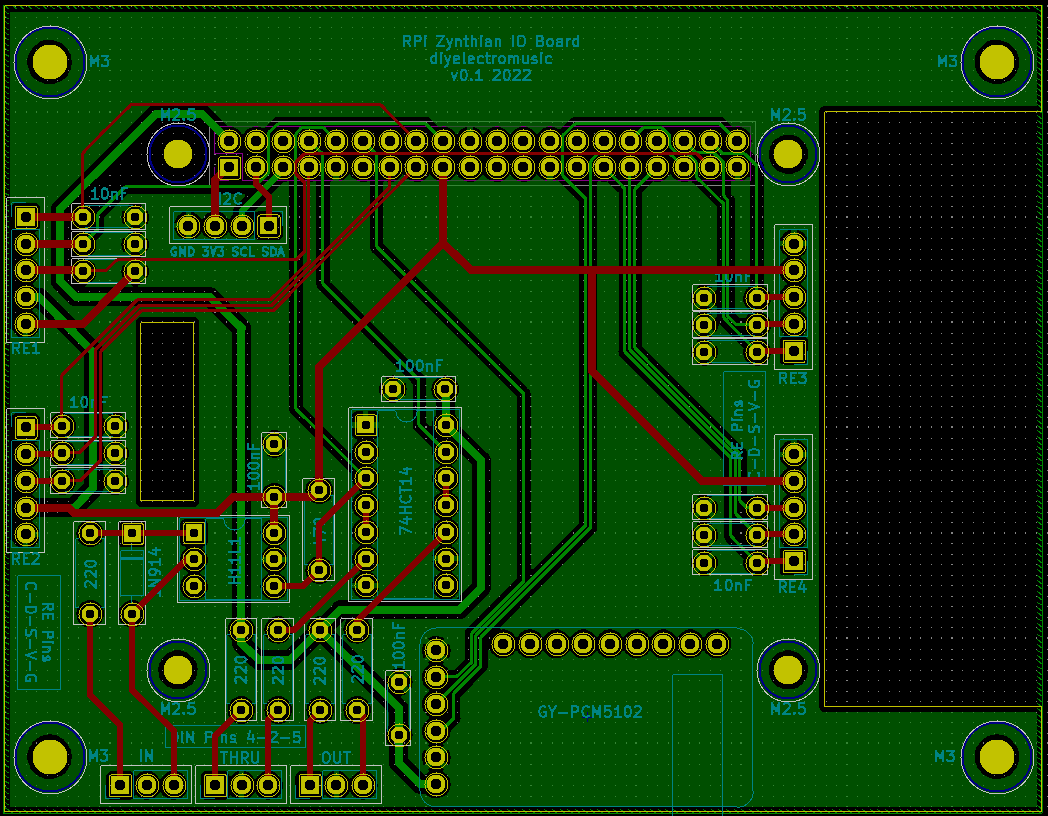 RPi Zynthian IO Board
diyelectromusic
v0.1 2022
M3
M3
M2.5
M2.5
10nF
I2C
GND 3V3 SCL SDA
10nF
RE1
RE3
100nF
10nF
RE Pins
C-D-S-V-G
100nF
74HCT14
H11L1
RE2
220
1N914
RE4
10nF
RE Pins
C-D-S-V-G
220
220
220
220
100nF
M2.5
M2.5
GY-PCM5102
DIN Pins 4-2-5
M3
IN
THRU
OUT
M3